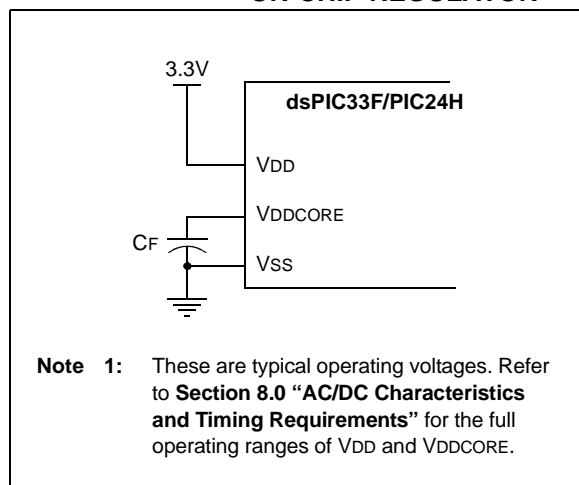 3.3V
dsPIC33F/PIC24H
VDD
VDDCORE
CF
VSS
Note 1: These are typical operating voltages. Refer
to Section 8.0 “AC/DC Characteristics
and Timing Requirements” for the full
operating ranges of VDD and VDDCORE.